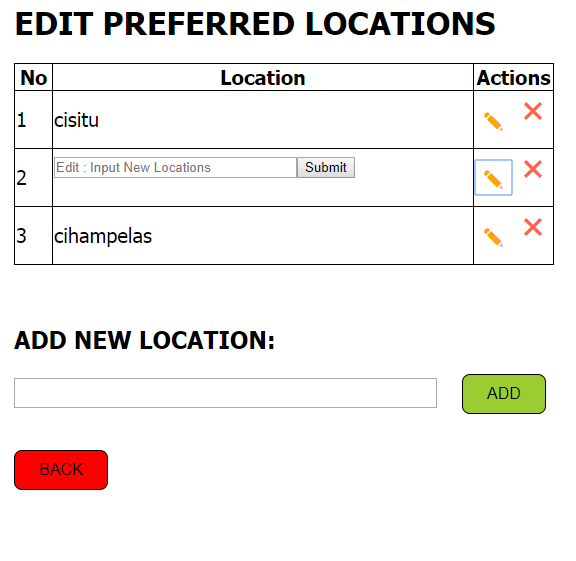 EDIT PREFERRED LOCATIONS
No Location Actions
1 cisitu
2 Edit : Input New Locations Submit
3 cihampelas
ADD NEW LOCATION:
ADD
BACK